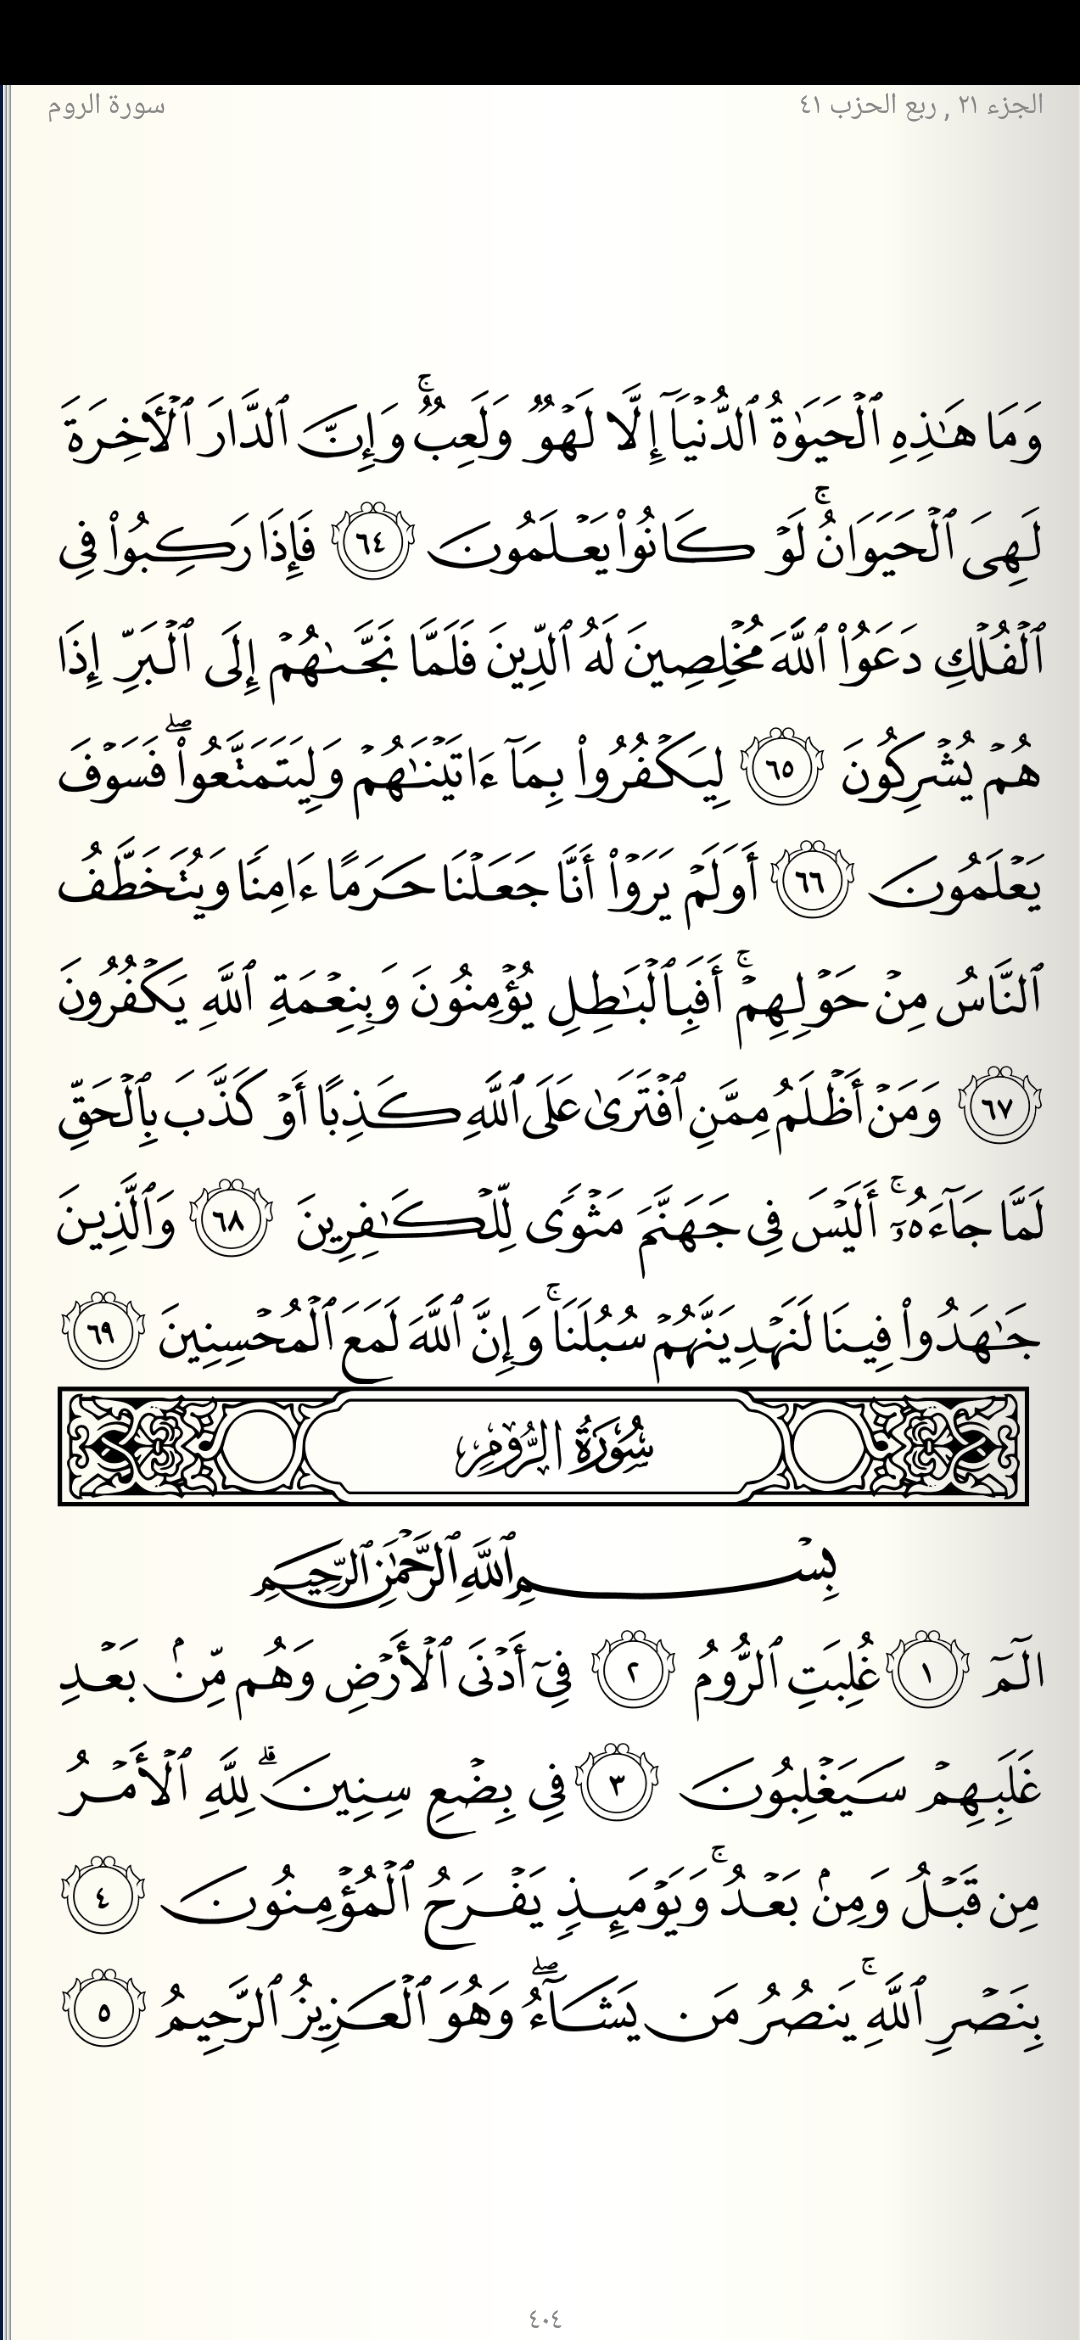 الجزء ٢١ , ربع الحزب ٤١
سورة الروم
وَمَا هَٰذِهِ ٱلْحَيَوٰةُ ٱلدُّنْيَآ إِلَّا لَهْوٌ وَلَعِبٌ ۚ وَإِنَّ ٱلدَّارَ ٱلْـَٔاخِرَةَ
لَهِىَ ٱلْحَيَوَانُ ۚ لَوْ كَانُوا۟ يَعْلَمُونَ ٦٤ فَإِذَا رَكِبُوا۟ فِى
ٱلْفُلْكِ دَعَوُا۟ ٱللَّهَ مُخْلِصِينَ لَهُ ٱلدِّينَ فَلَمَّا نَجَّىٰهُمْ إِلَى ٱلْبَرِّ إِذَا
هُمْ يُشْرِكُونَ ٦٥ لِيَكْفُرُوا۟ بِمَآ ءَاتَيْنَٰهُمْ وَلِيَتَمَتَّعُوا۟ ۖ فَسَوْفَ
يَعْلَمُونَ ٦٦ أَوَلَمْ يَرَوْا۟ أَنَّا جَعَلْنَا حَرَمًا ءَامِنًا وَيُتَخَطَّفُ
ٱلنَّاسُ مِنْ حَوْلِهِمْ ۚ أَفَبِٱلْبَٰطِلِ يُؤْمِنُونَ وَبِنِعْمَةِ ٱللَّهِ يَكْفُرُونَ
٦٧ وَمَنْ أَظْلَمُ مِمَّنِ ٱفْتَرَىٰ عَلَى ٱللَّهِ كَذِبًا أَوْ كَذَّبَ بِٱلْحَقِّ
لَمَّا جَآءَهُۥٓ ۚ أَلَيْسَ فِى جَهَنَّمَ مَثْوًى لِّلْكَٰفِرِينَ ٦٨ وَٱلَّذِينَ
جَٰهَدُوا۟ فِينَا لَنَهْدِيَنَّهُمْ سُبُلَنَا ۚ وَإِنَّ ٱللَّهَ لَمَعَ ٱلْمُحْسِنِينَ ٦٩
سُورَةُ الرُّومِ
بِسْمِ ٱللَّهِ ٱلرَّحْمَٰنِ ٱلرَّحِيمِ
الٓمٓ ١ غُلِبَتِ ٱلرُّومُ ٢ فِىٓ أَدْنَى ٱلْأَرْضِ وَهُم مِّنۢ بَعْدِ
غَلَبِهِمْ سَيَغْلِبُونَ ٣ فِى بِضْعِ سِنِينَ ۗ لِلَّهِ ٱلْأَمْرُ
مِن قَبْلُ وَمِنۢ بَعْدُ ۚ وَيَوْمَئِذٍ يَفْرَحُ ٱلْمُؤْمِنُونَ ٤
بِنَصْرِ ٱللَّهِ ۚ يَنصُرُ مَن يَشَآءُ ۖ وَهُوَ ٱلْعَزِيزُ ٱلرَّحِيمُ ٥
٤٠٤